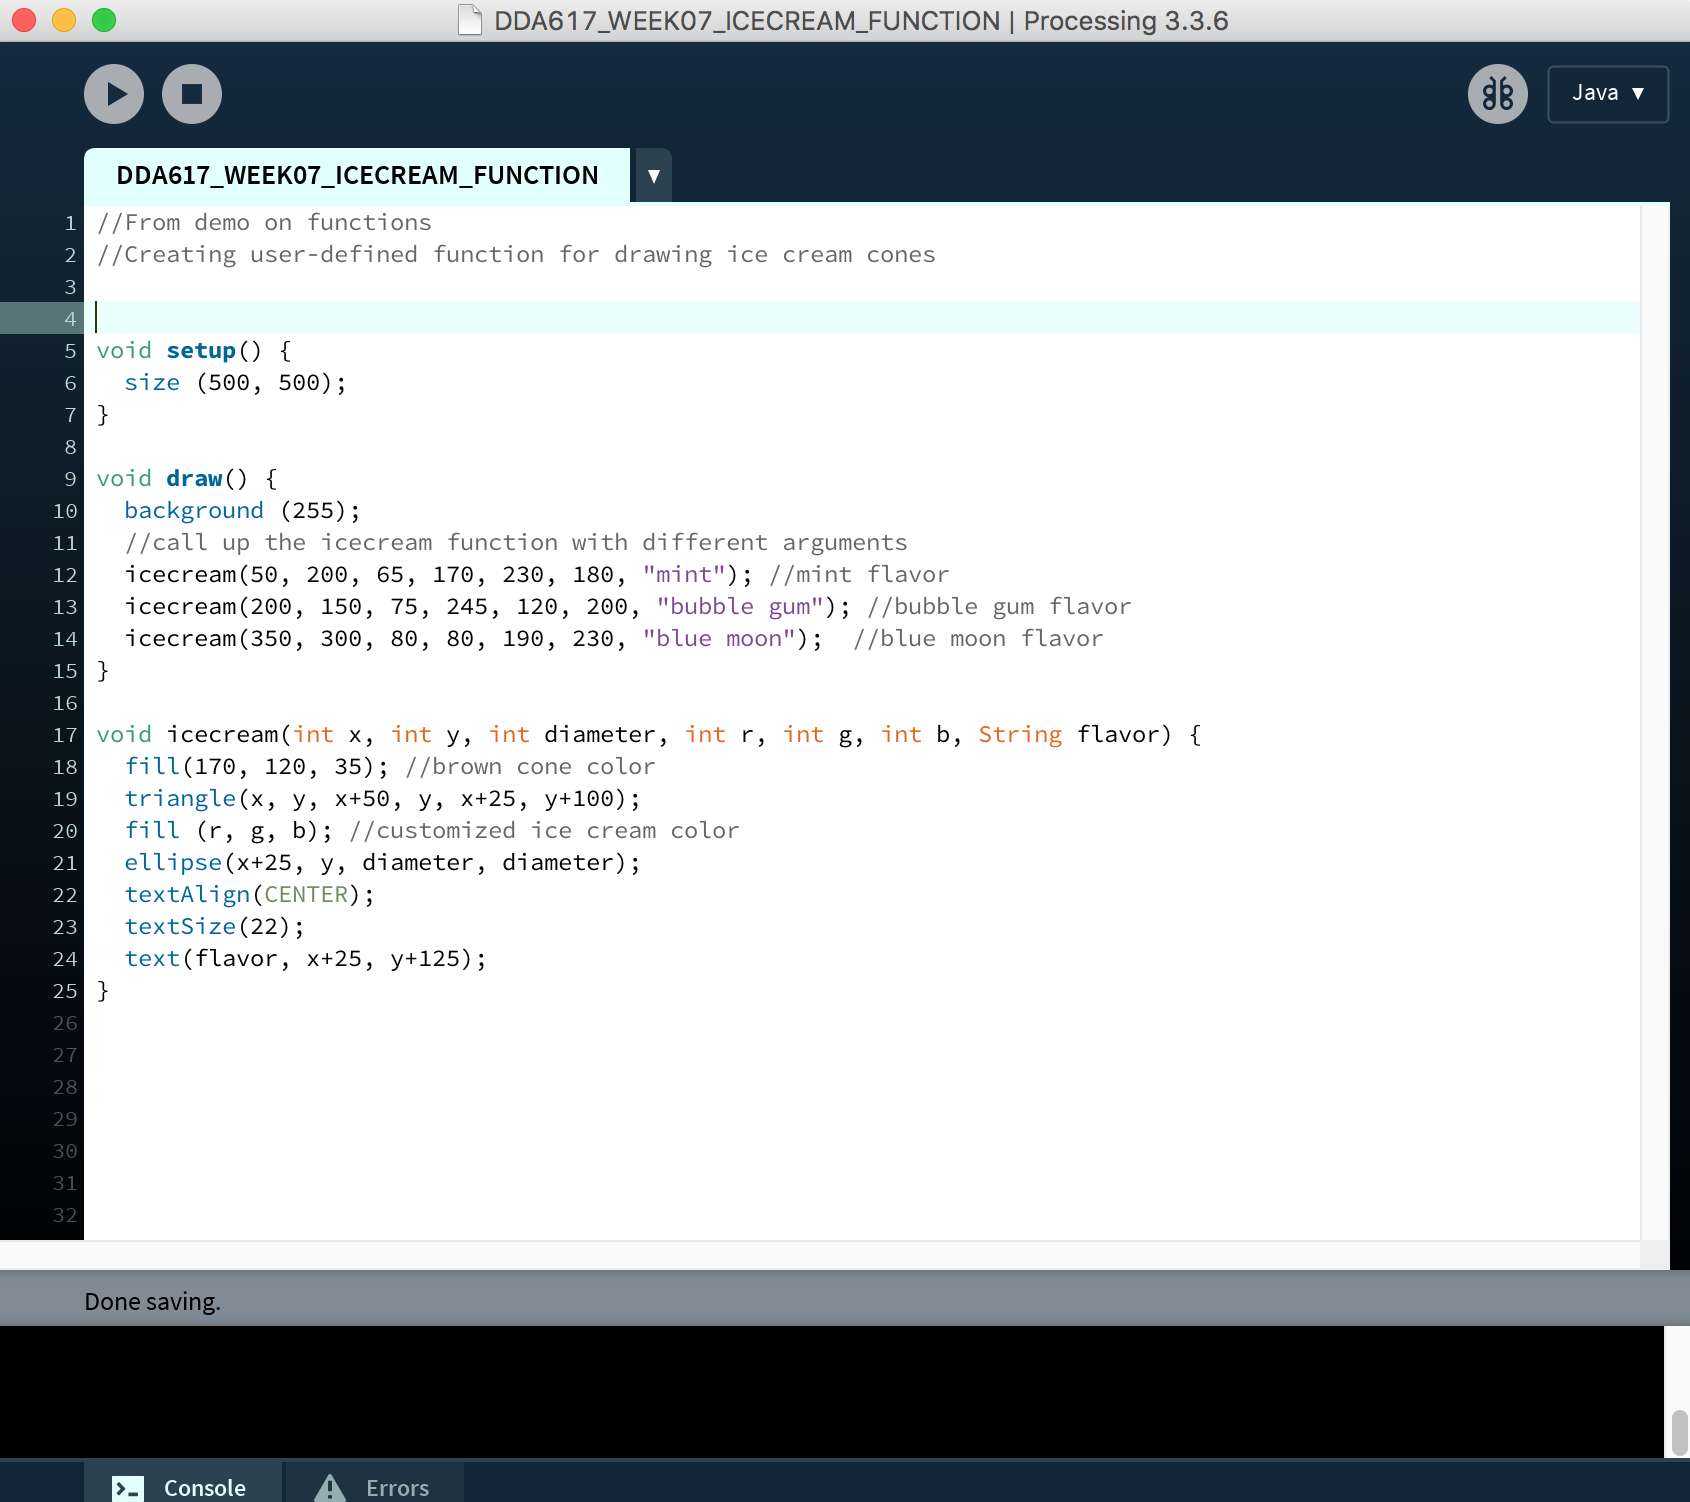 DDA617_WEEK07_ICECREAM_FUNCTION | Processing 3.3.6
Java ▼
DDA617_WEEK07_ICECREAM_FUNCTION ▼
1 //From demo on functions
2 //Creating user-defined function for drawing ice cream cones
3
4
5 void setup() {
6   size (500, 500);
7 }
8
9 void draw() {
10   background (255);
11   //call up the icecream function with different arguments
12   icecream(50, 200, 65, 170, 230, 180, "mint"); //mint flavor
13   icecream(200, 150, 75, 245, 120, 200, "bubble gum"); //bubble gum flavor
14   icecream(350, 300, 80, 80, 190, 230, "blue moon");  //blue moon flavor
15 }
16
17 void icecream(int x, int y, int diameter, int r, int g, int b, String flavor) {
18   fill(170, 120, 35); //brown cone color
19   triangle(x, y, x+50, y, x+25, y+100);
20   fill (r, g, b); //customized ice cream color
21   ellipse(x+25, y, diameter, diameter);
22   textAlign(CENTER);
23   textSize(22);
24   text(flavor, x+25, y+125);
25 }
26
27
28
29
30
31
32
Done saving.
Console Errors